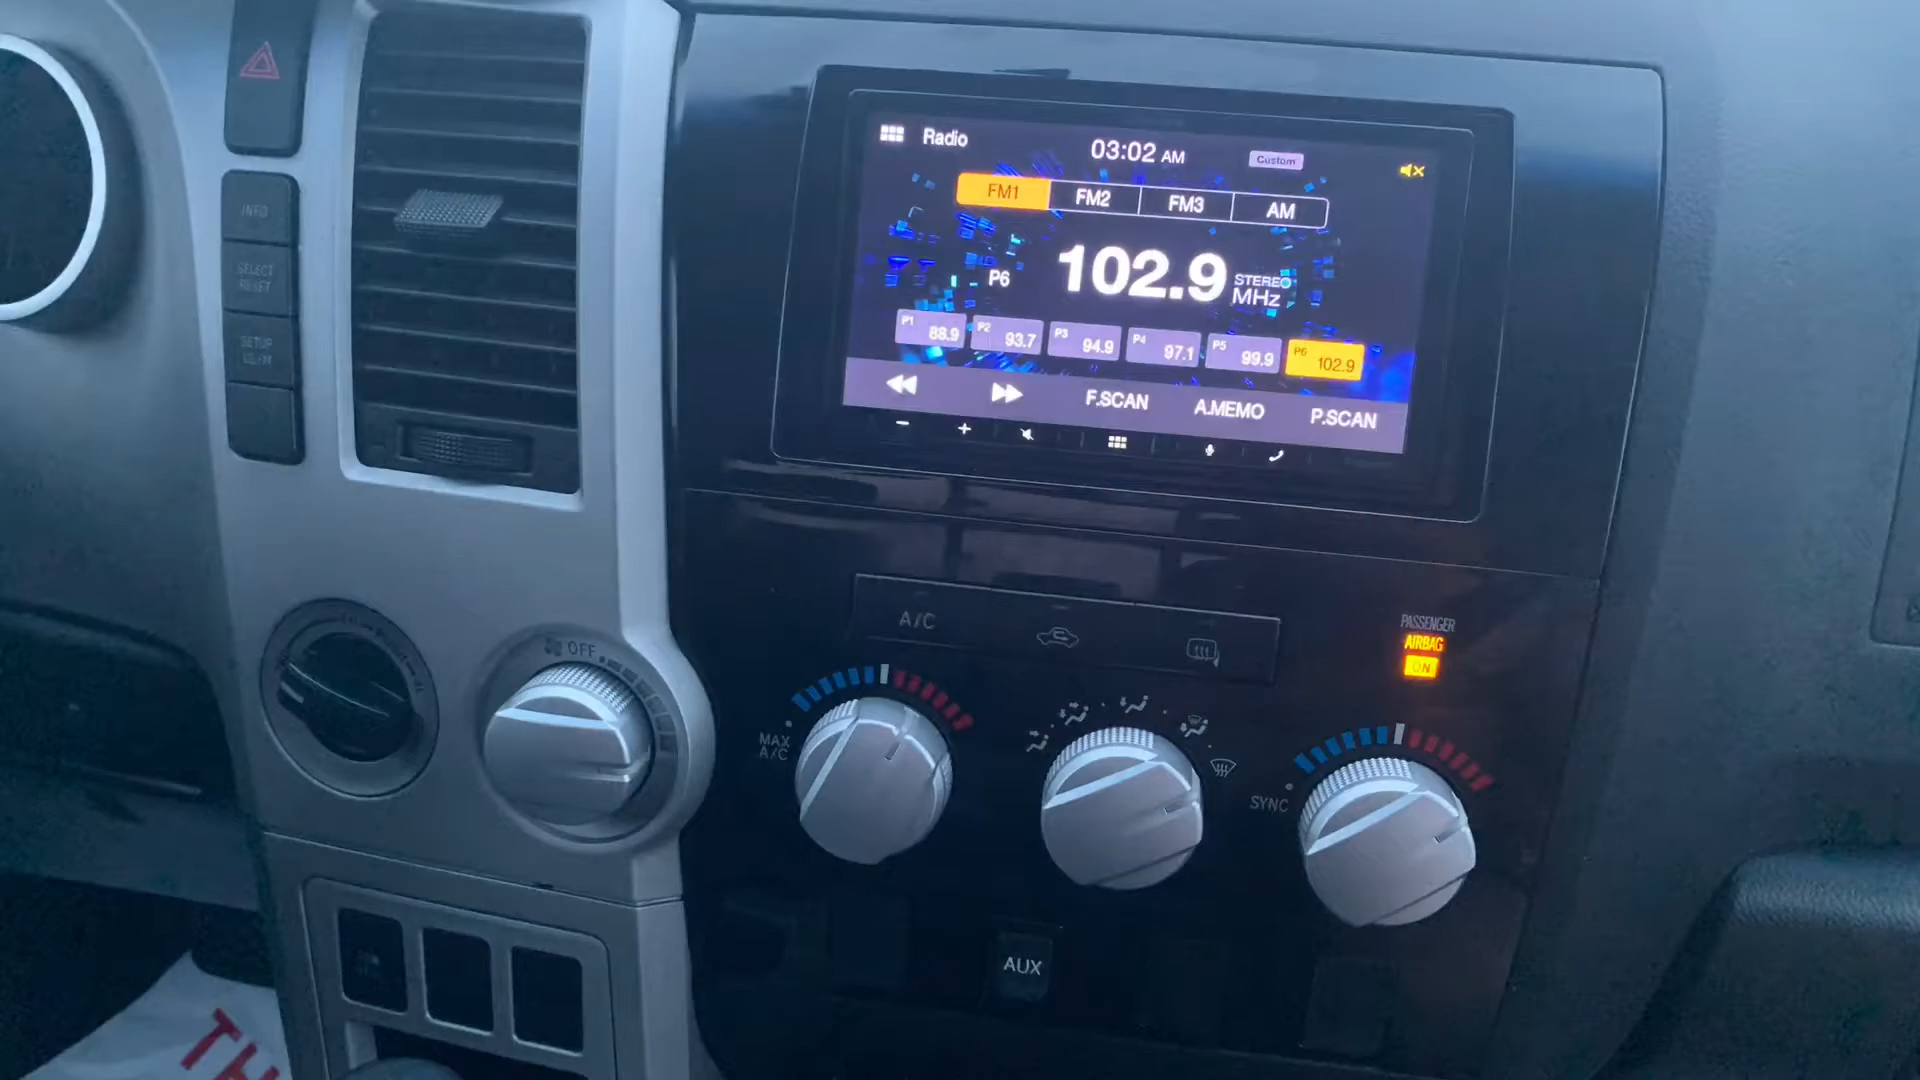 Radio
03:02 AM
Custom
FM1
FM2
FM3
AM
P6
102.9
STEREO
MHz
P1 88.9
P2 93.7
P3 94.9
P4 97.1
P5 99.9
P6 102.9
F.SCAN
A.MEMO
P.SCAN
INFO
SELECT
RESET
SETUP
OFF
A/C
PASSENGER
AIRBAG
ON
MAX
A/C
SYNC
AUX